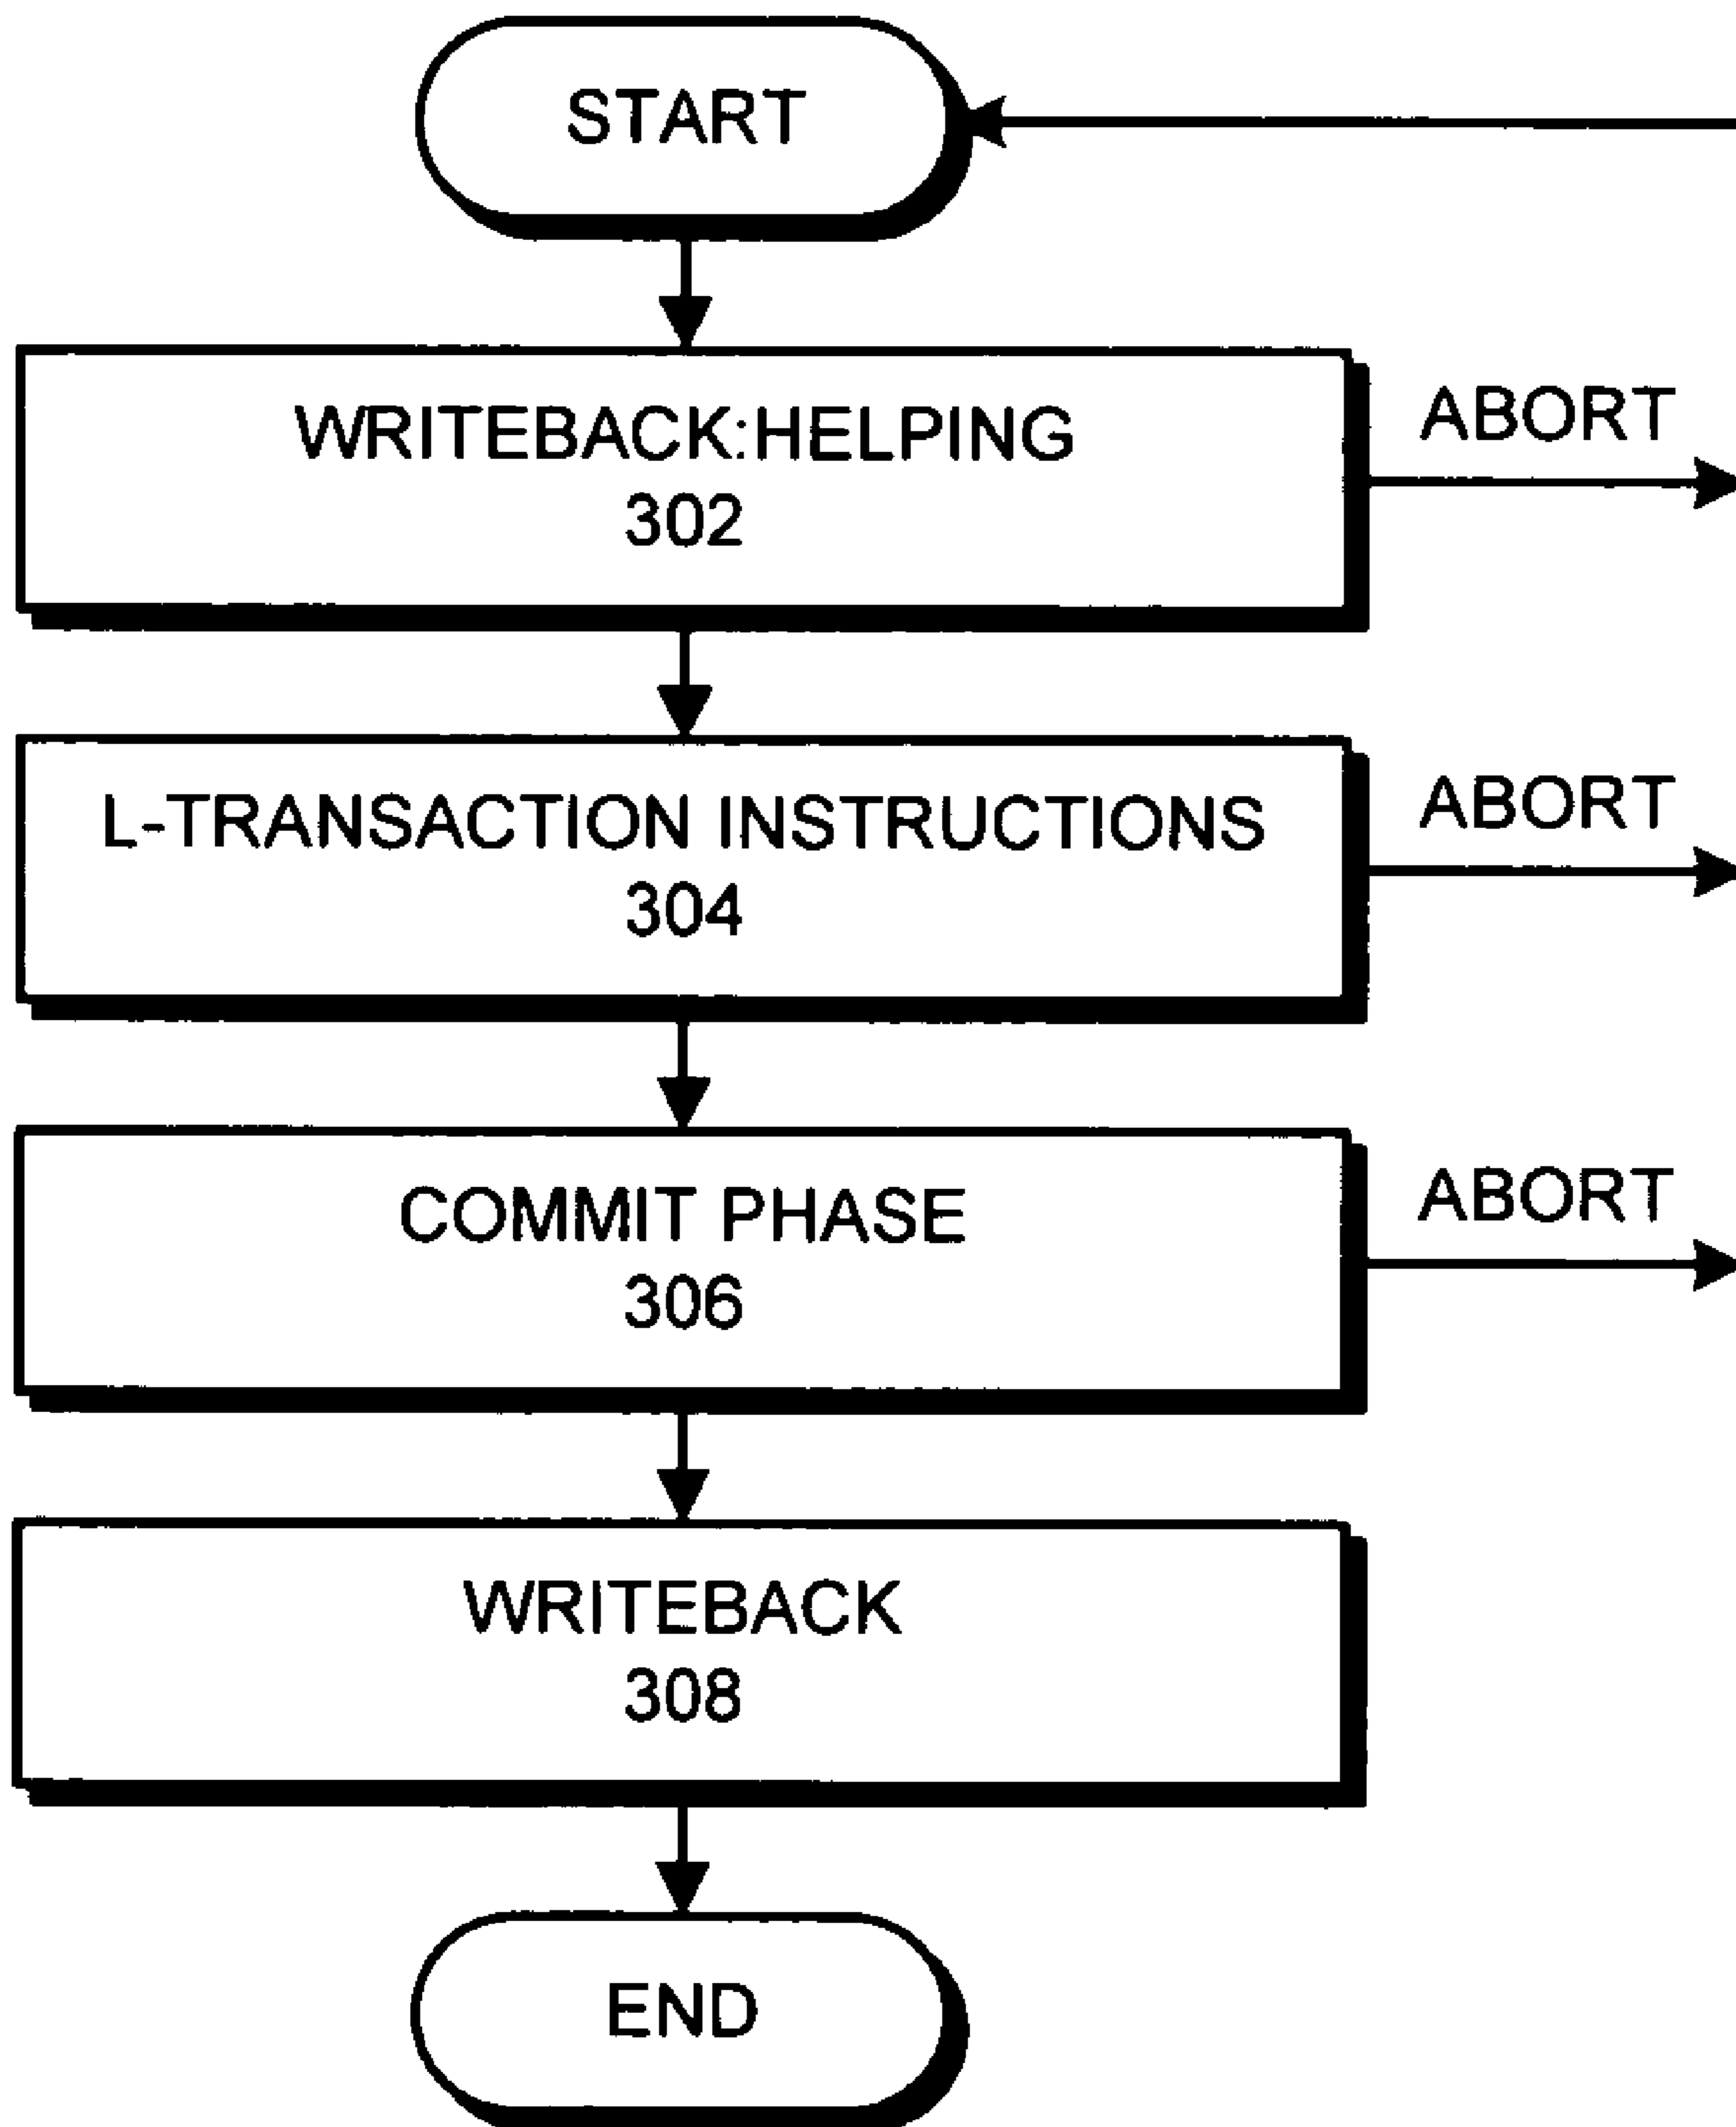 START
WRITEBACK:HELPING
302
ABORT
L-TRANSACTION INSTRUCTIONS
304
ABORT
COMMIT PHASE
306
ABORT
WRITEBACK
308
END